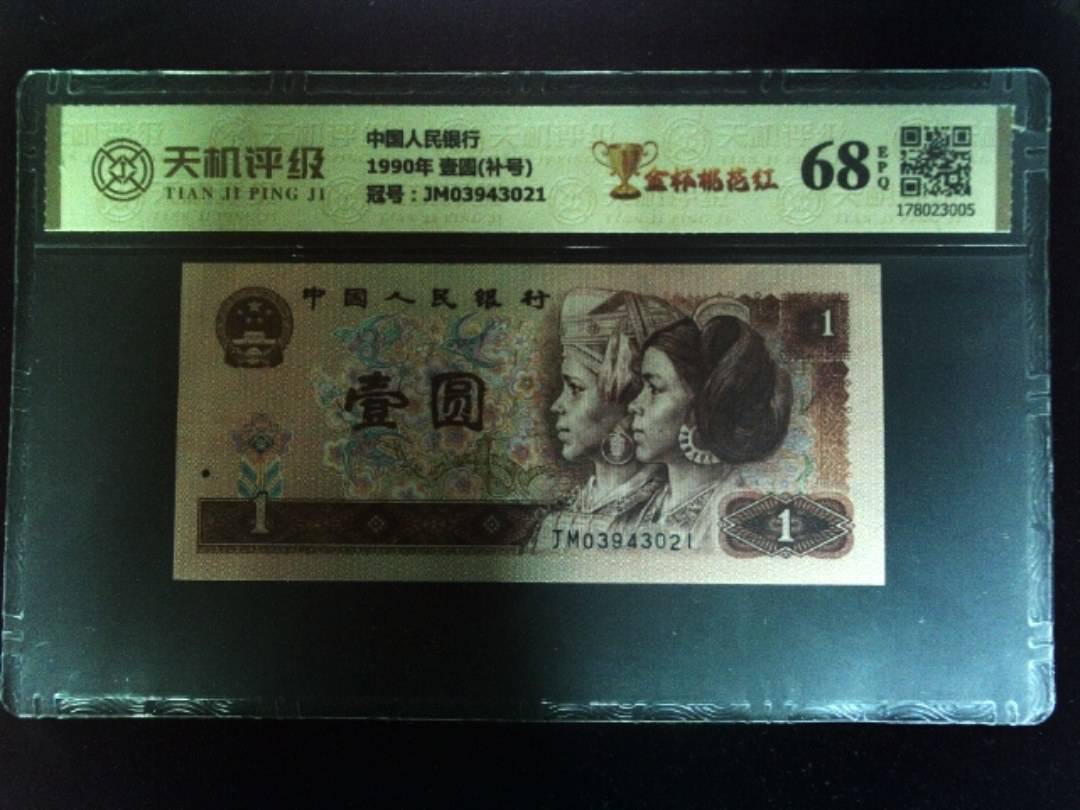 天机评级
TIAN JI PING JI
中国人民银行
1990年 壹圆(补号)
冠号：JM03943021
金杯桃花红
68
EPQ
178023005
中國人民银行
1
壹圆
1
JM03943021
1